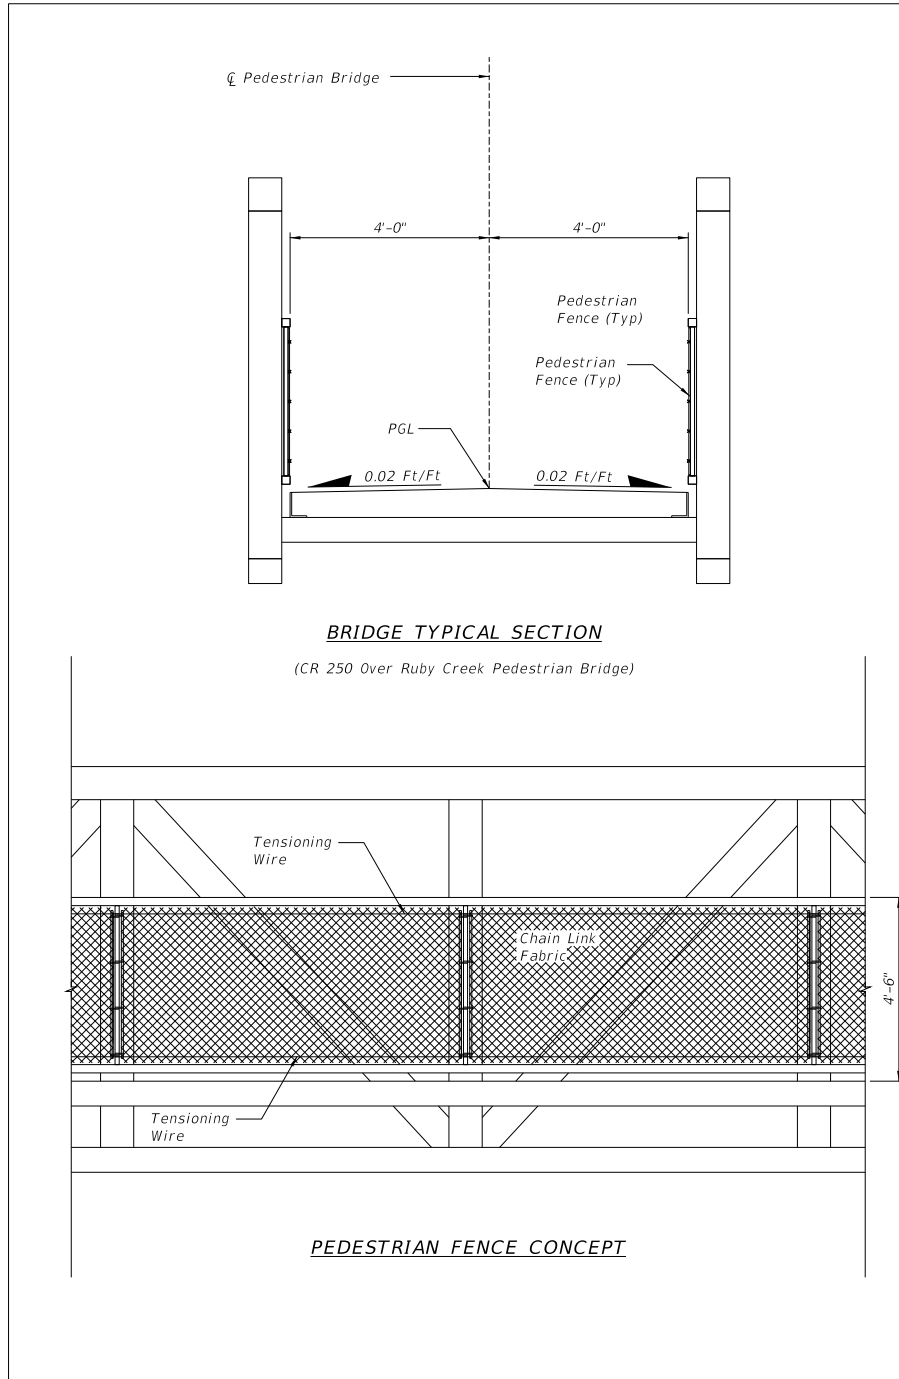 ℄ Pedestrian Bridge
4'-0"
4'-0"
Pedestrian
Fence (Typ)
Pedestrian
Fence (Typ)
PGL
0.02 Ft/Ft
0.02 Ft/Ft
BRIDGE TYPICAL SECTION
(CR 250 Over Ruby Creek Pedestrian Bridge)
Tensioning
Wire
Chain Link
Fabric
4'-6"
Tensioning
Wire
PEDESTRIAN FENCE CONCEPT